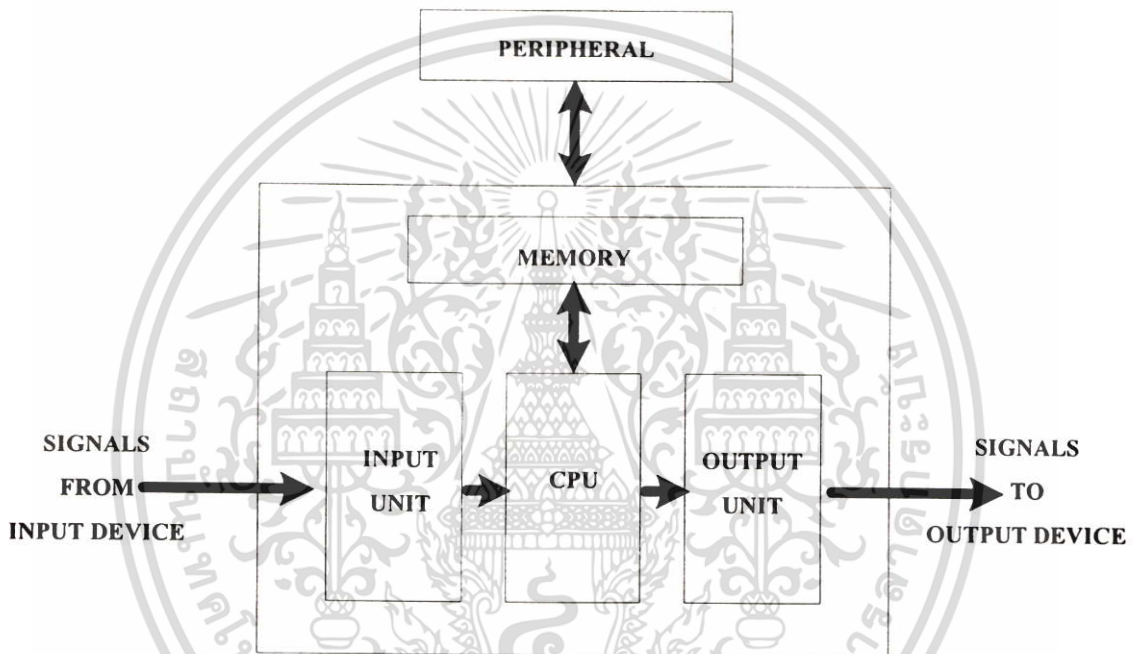 PERIPHERAL
MEMORY
SIGNALS
FROM
INPUT DEVICE
INPUT
UNIT
CPU
OUTPUT
UNIT
SIGNALS
TO
OUTPUT DEVICE